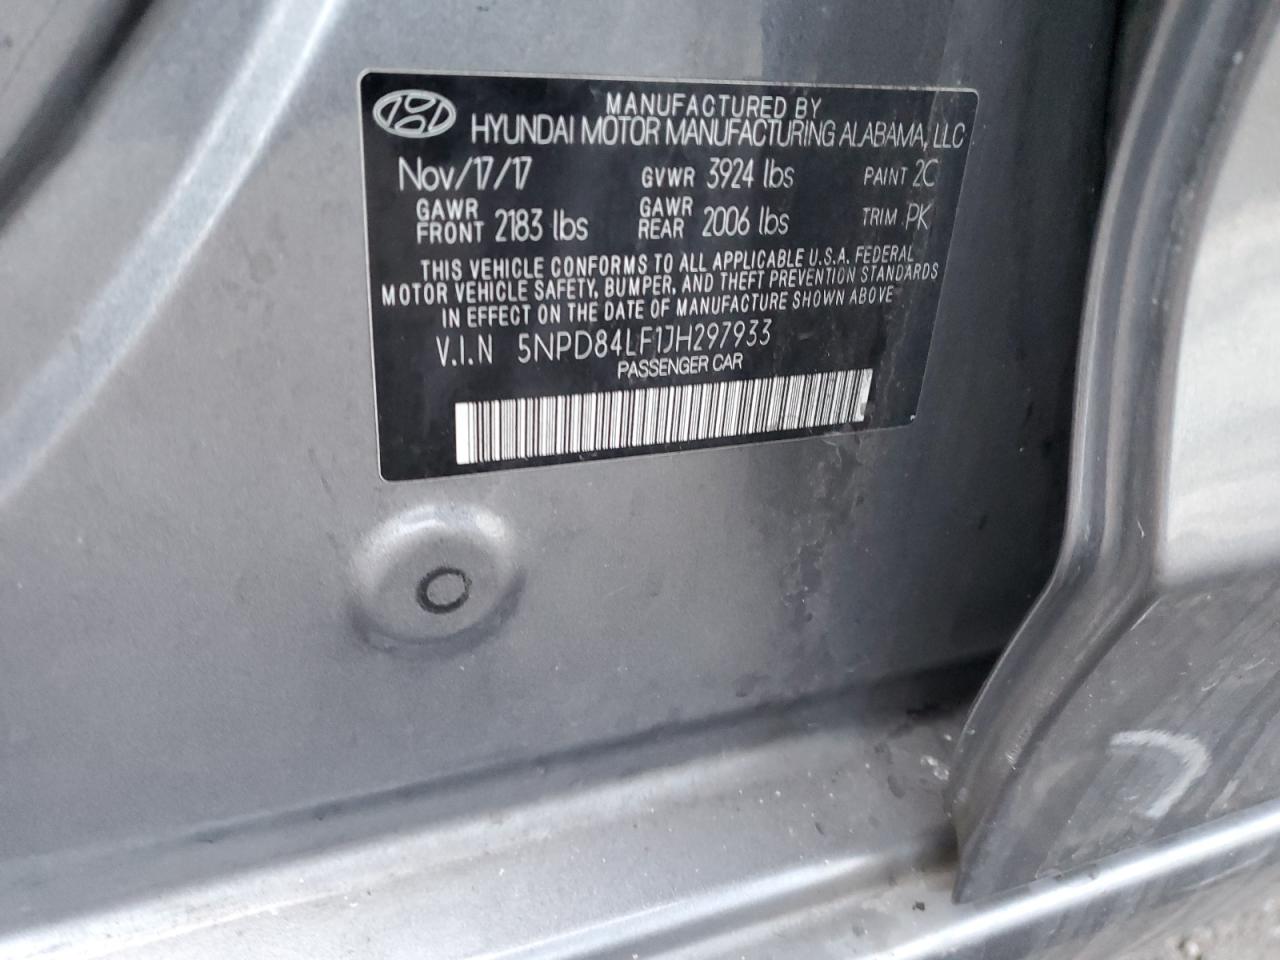 MANUFACTURED BY
HYUNDAI MOTOR MANUFACTURING ALABAMA, LLC
Nov/17/17 GVWR 3924 lbs PAINT 2C
GAWR FRONT 2183 lbs GAWR REAR 2006 lbs TRIM PK
THIS VEHICLE CONFORMS TO ALL APPLICABLE U.S.A. FEDERAL
MOTOR VEHICLE SAFETY, BUMPER, AND THEFT PREVENTION STANDARDS
IN EFFECT ON THE DATE OF MANUFACTURE SHOWN ABOVE
V.I.N 5NPD84LF1JH297933
PASSENGER CAR